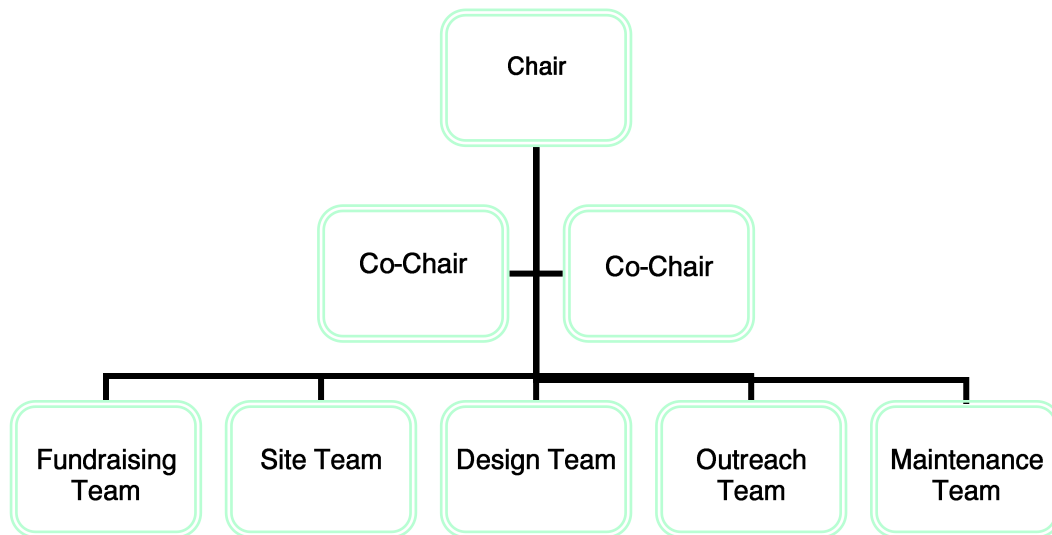 Chair
Co-Chair
Co-Chair
Fundraising
Team
Site Team
Design Team
Outreach
Team
Maintenance
Team